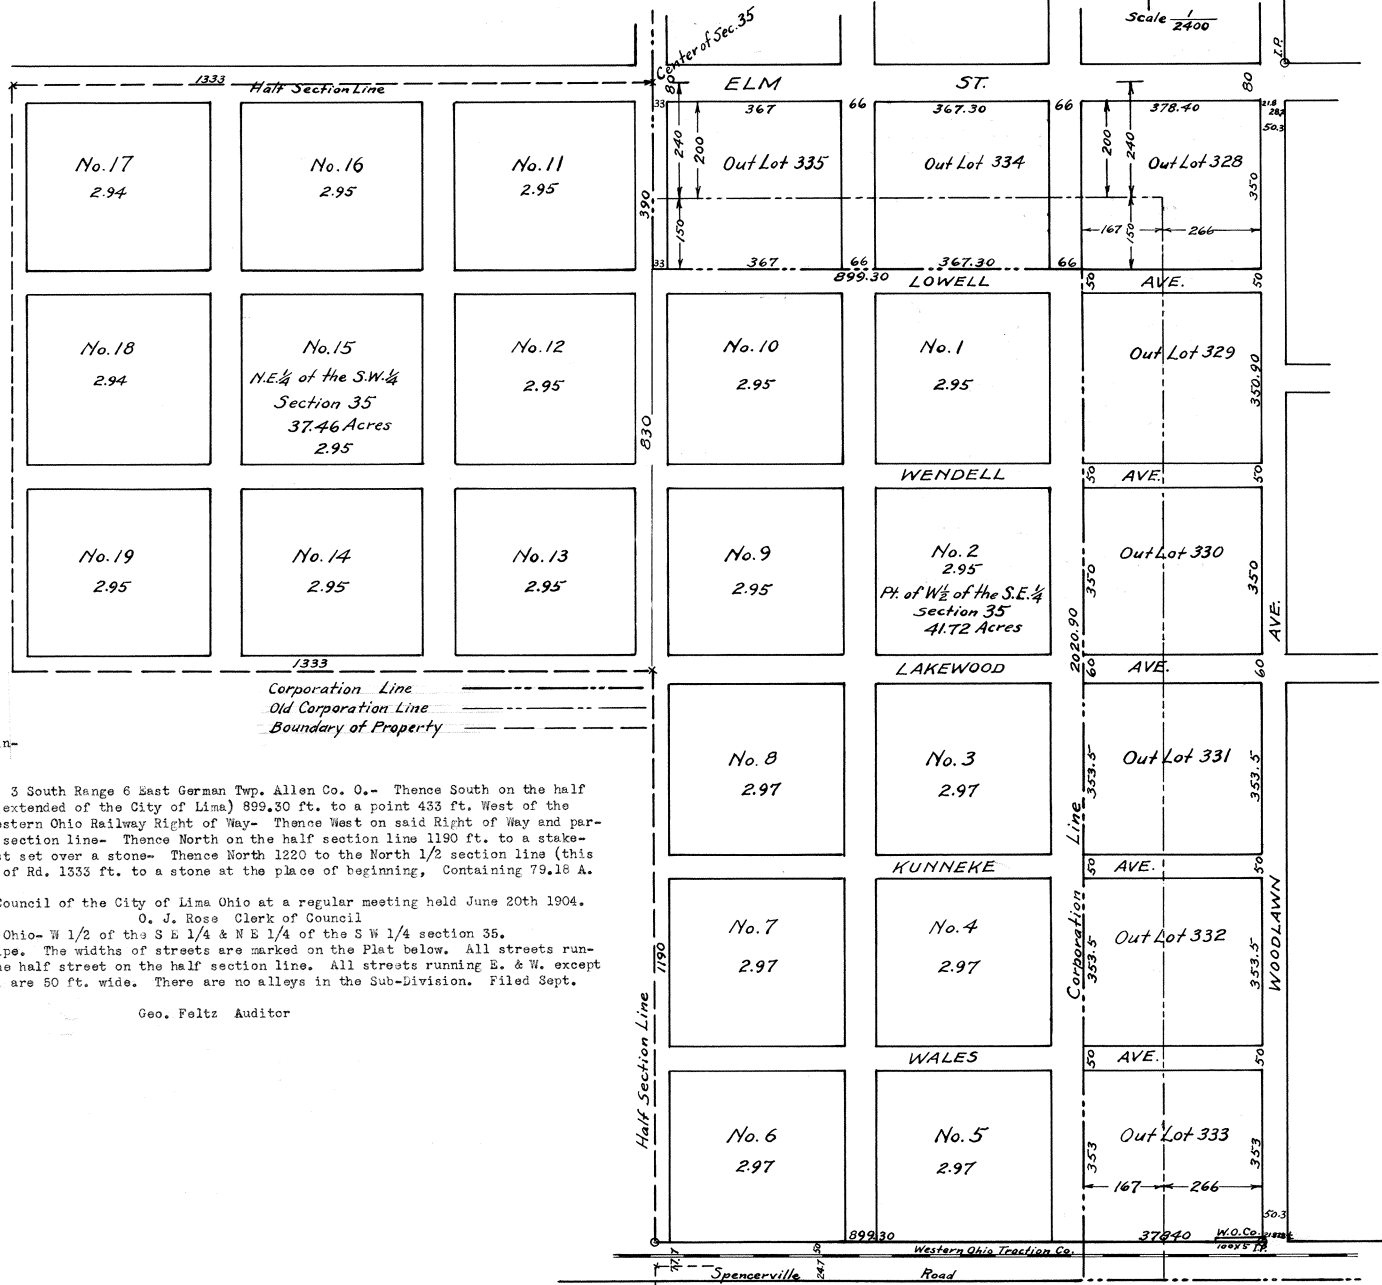 Scale 1/2400
Center of Sec. 35
I.P.
1333
Half Section Line
80
ELM ST.
80
33
367
66
367.30
66
378.40
21.8
50.3
No. 17
2.94
No. 16
2.95
No. 11
2.95
240
200
Out Lot 335
Out Lot 334
200
240
Out Lot 328
390
150
350
167
150
266
33
367
66
367.30
66
899.30
LOWELL AVE.
50
50
No. 18
2.94
No. 15
N.E.¼ of the S.W.¼
Section 35
37.46 Acres
2.95
No. 12
2.95
No. 10
2.95
No. 1
2.95
Out Lot 329
350.90
830
WENDELL AVE.
50
50
No. 19
2.95
No. 14
2.95
No. 13
2.95
No. 9
2.95
No. 2
2.95
Pt. of W½ of the S.E.¼
Section 35
41.72 Acres
Out Lot 330
350
350
2020.90
AVE.
1333
LAKEWOOD AVE.
60
60
Corporation Line
Old Corporation Line
Boundary of Property
No. 8
2.97
No. 3
2.97
Out Lot 331
353.5
353.5
n-
3 South Range 6 East German Twp. Allen Co. O.- Thence South on the half
extended of the City of Lima) 899.30 ft. to a point 433 ft. West of the
stern Ohio Railway Right of Way- Thence West on said Right of Way and par-
section line- Thence North on the half section line 1190 ft. to a stake-
t set over a stone- Thence North 1220 to the North 1/2 section line (this
of Rd. 1333 ft. to a stone at the place of beginning, Containing 79.18 A.
Council of the City of Lima Ohio at a regular meeting held June 20th 1904.
O. J. Rose Clerk of Council
Ohio- W 1/2 of the S E 1/4 & N E 1/4 of the S W 1/4 section 35.
pe. The widths of streets are marked on the Plat below. All streets run-
e half street on the half section line. All streets running E. & W. except
are 50 ft. wide. There are no alleys in the Sub-Division. Filed Sept.
Geo. Feltz Auditor
KUNNEKE AVE.
50
50
Corporation Line
WOODLAWN
No. 7
2.97
No. 4
2.97
Out Lot 332
353.5
353.5
1190
Half Section Line
WALES AVE.
50
50
No. 6
2.97
No. 5
2.97
Out Lot 333
353
353
167
266
50.3
899.30
37840
W.O.Co.
100x5
I.P.
Western Ohio Traction Co.
77.7
24.7
50
Spencerville Road